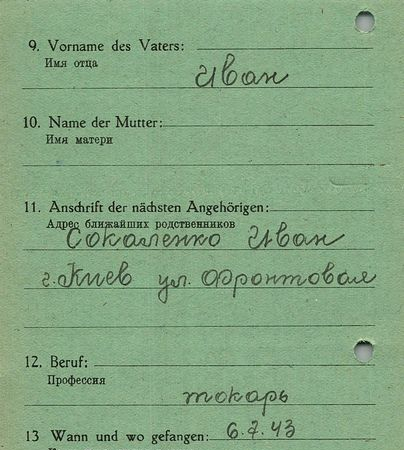 9. Vorname des Vaters:
Имя отца
Иван
10. Name der Mutter:
Имя матери
11. Anschrift der nächsten Angehörigen:
Адрес ближайших родственников
Сокаленко Иван
г. Киев ул. Фронтовая
12. Beruf:
Профессия
токарь
13 Wann und wo gefangen: 6.7.43